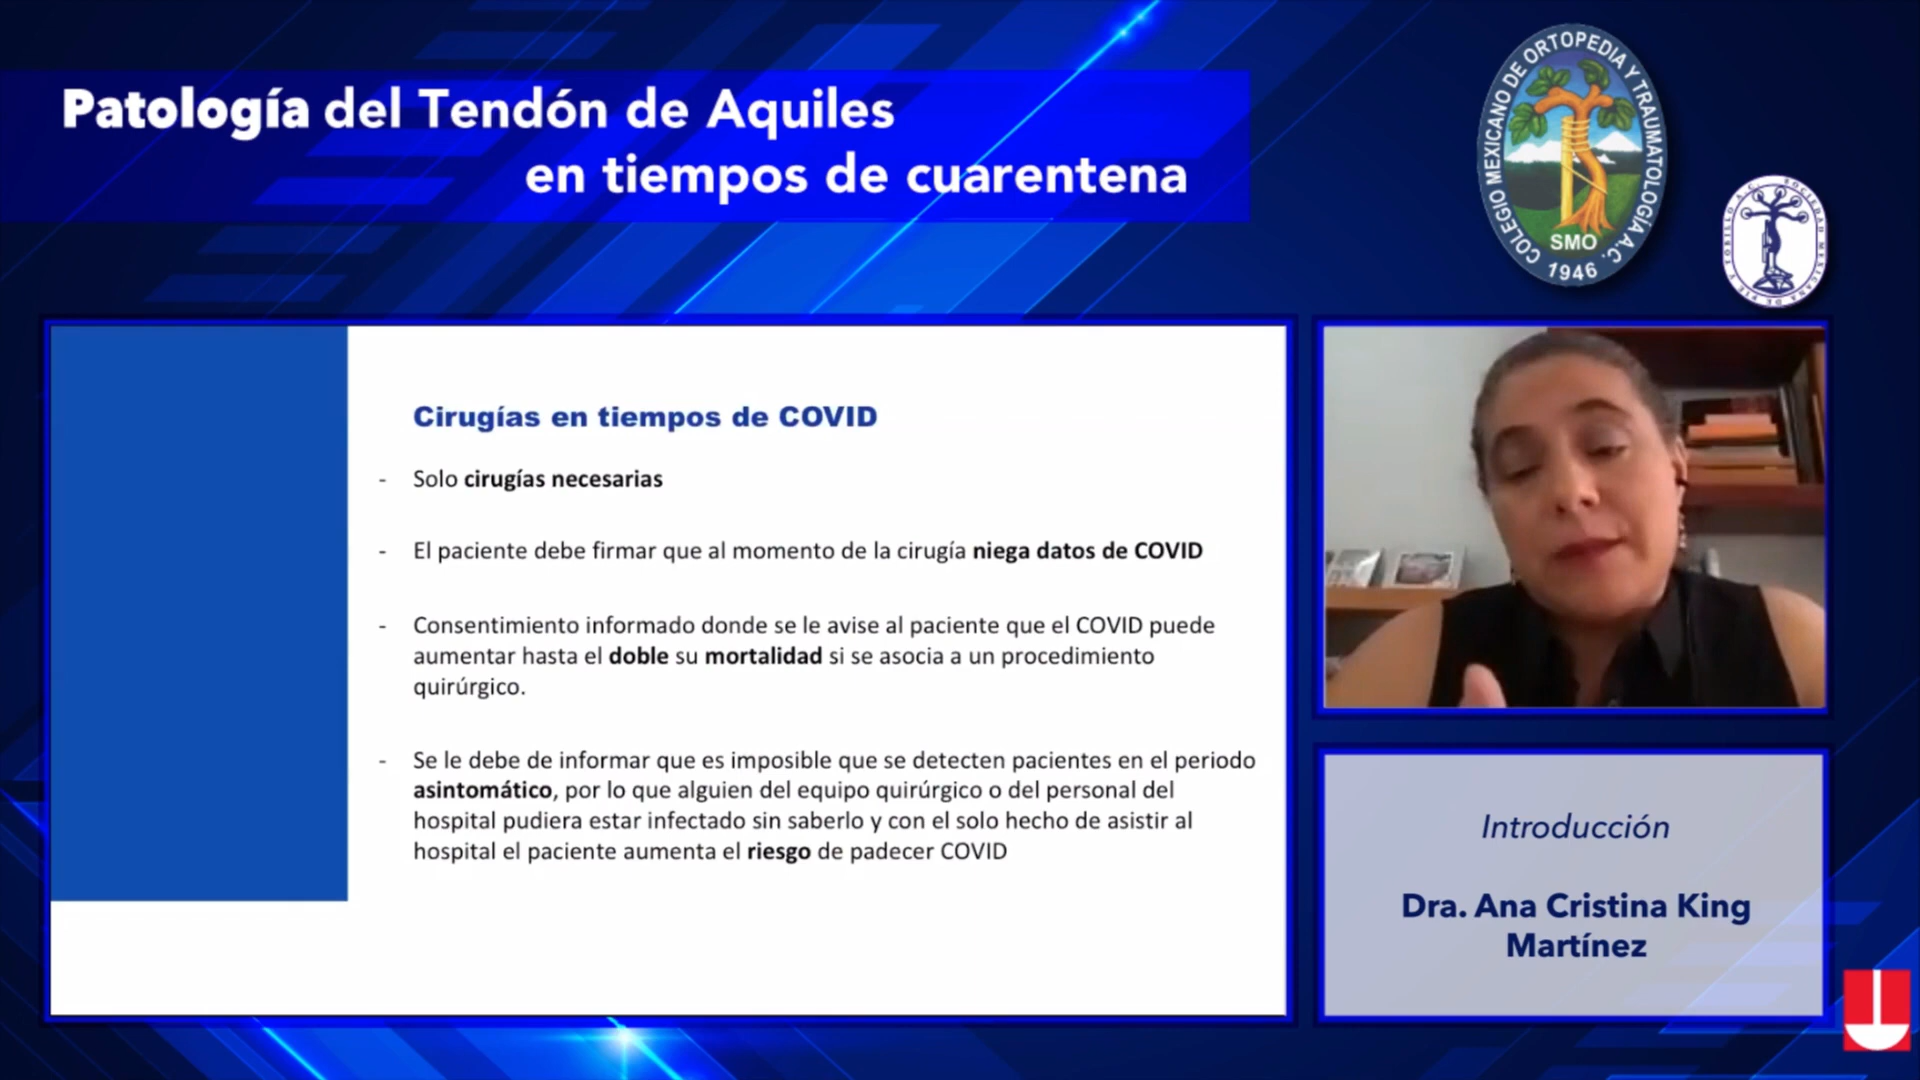 Patología del Tendón de Aquiles
en tiempos de cuarentena
COLEGIO MEXICANO DE ORTOPEDIA Y TRAUMATOLOGÍA A.C.
SMO
1946
SOCIEDAD MEXICANA DE PIE Y TOBILLO A.C.
Cirugías en tiempos de COVID
- Solo cirugías necesarias
- El paciente debe firmar que al momento de la cirugía niega datos de COVID
- Consentimiento informado donde se le avise al paciente que el COVID puede
aumentar hasta el doble su mortalidad si se asocia a un procedimiento
quirúrgico.
- Se le debe de informar que es imposible que se detecten pacientes en el periodo
asintomático, por lo que alguien del equipo quirúrgico o del personal del
hospital pudiera estar infectado sin saberlo y con el solo hecho de asistir al
hospital el paciente aumenta el riesgo de padecer COVID
Introducción
Dra. Ana Cristina King
Martínez